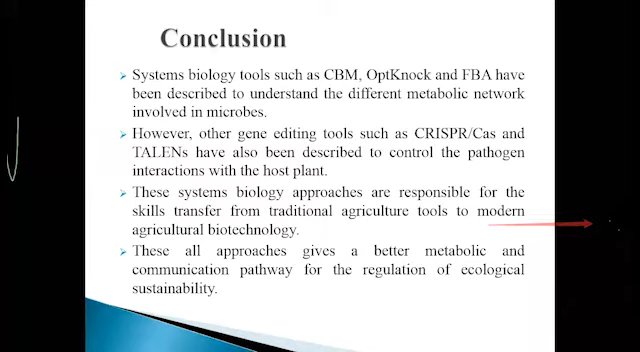 Conclusion
➢ Systems biology tools such as CBM, OptKnock and FBA have
been described to understand the different metabolic network
involved in microbes.
➢ However, other gene editing tools such as CRISPR/Cas and
TALENs have also been described to control the pathogen
interactions with the host plant.
➢ These systems biology approaches are responsible for the
skills transfer from traditional agriculture tools to modern
agricultural biotechnology.
➢ These all approaches gives a better metabolic and
communication pathway for the regulation of ecological
sustainability.